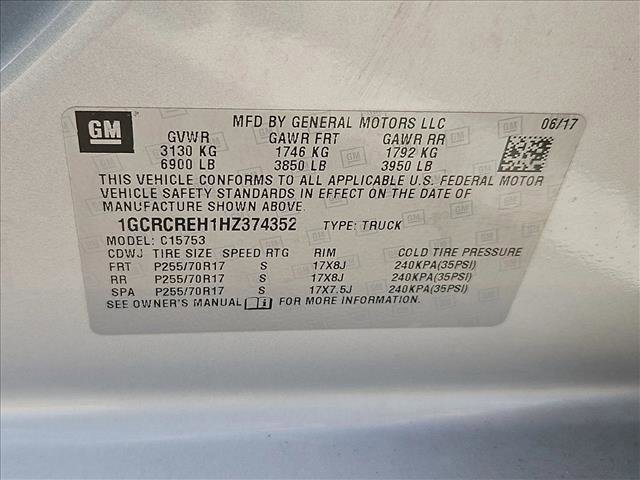 GM MFD BY GENERAL MOTORS LLC 06/17
GVWR GAWR FRT GAWR RR
3130 KG 1746 KG 1792 KG
6900 LB 3850 LB 3950 LB
THIS VEHICLE CONFORMS TO ALL APPLICABLE U.S. FEDERAL MOTOR
VEHICLE SAFETY STANDARDS IN EFFECT ON THE DATE OF
MANUFACTURE SHOWN ABOVE.
1GCRCREH1HZ374352 TYPE: TRUCK
MODEL: C15753
CDWJ TIRE SIZE SPEED RTG RIM COLD TIRE PRESSURE
FRT P255/70R17 S 17X8J 240KPA(35PSI)
RR P255/70R17 S 17X8J 240KPA(35PSI)
SPA P255/70R17 S 17X7.5J 240KPA(35PSI)
SEE OWNER'S MANUAL FOR MORE INFORMATION.